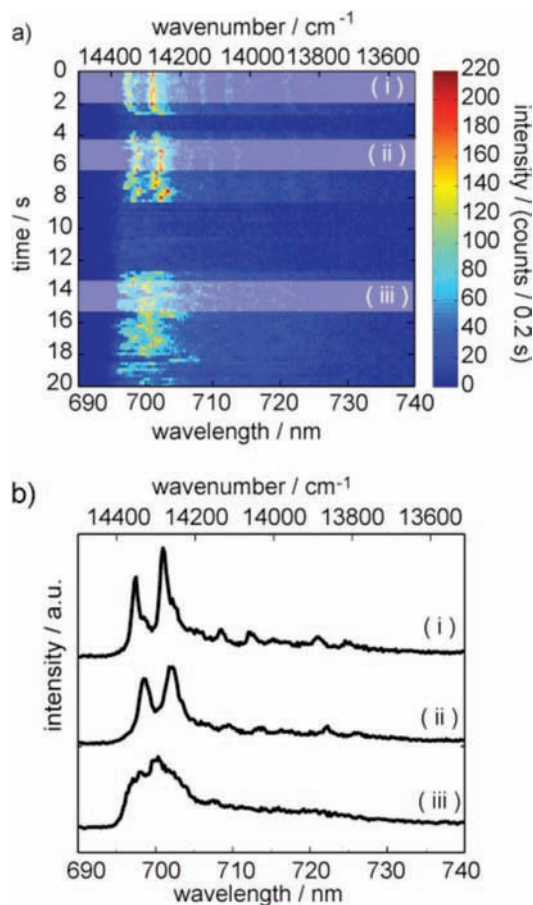 a)
wavenumber / cm⁻¹
14400 14200 14000 13800 13600
0
2
4
6
8
10
12
14
16
18
20
time / s
( i )
( ii )
( iii )
690 700 710 720 730 740
wavelength / nm
220
200
180
160
140
120
100
80
60
40
20
0
intensity / (counts / 0.2 s)
b)
wavenumber / cm⁻¹
14400 14200 14000 13800 13600
intensity / a.u.
( i )
( ii )
( iii )
690 700 710 720 730 740
wavelength / nm